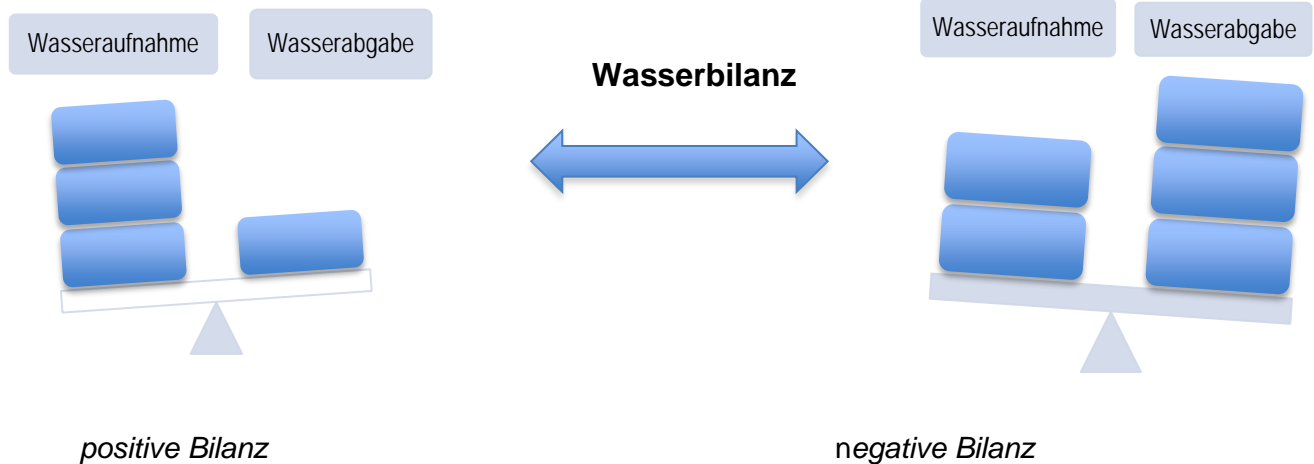 Wasseraufnahme
Wasserabgabe
Wasserbilanz
Wasseraufnahme
Wasserabgabe
positive Bilanz
negative Bilanz